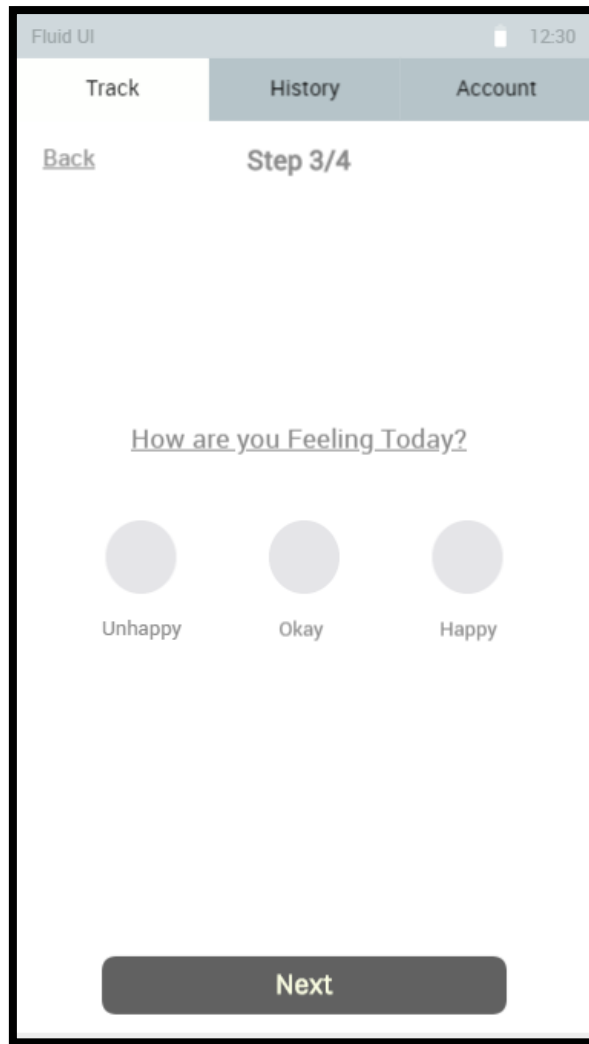 Fluid UI 12:30
Track History Account
Back Step 3/4
How are you Feeling Today?
Unhappy Okay Happy
Next